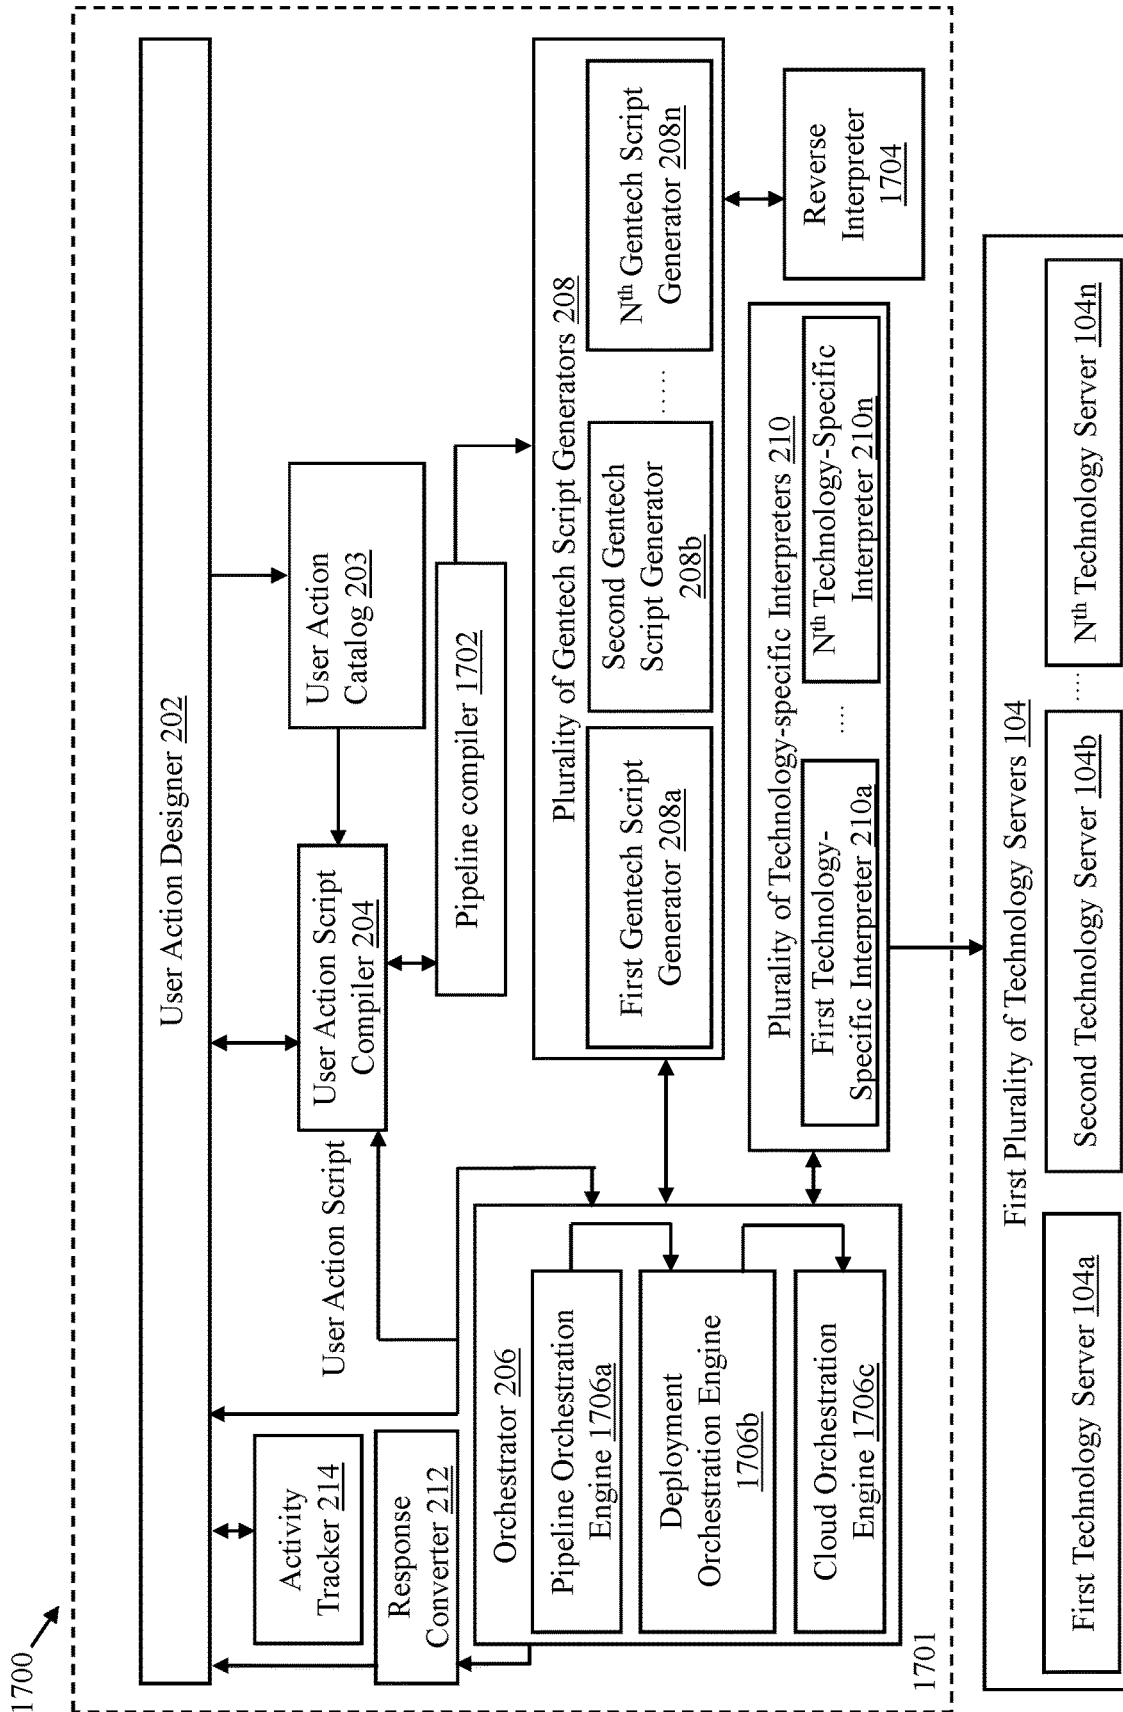 1700
User Action Designer 202
Activity
Tracker 214
Response
Converter 212
User Action Script
User Action Script
Compiler 204
User Action
Catalog 203
Pipeline compiler 1702
Orchestrator 206
Pipeline Orchestration
Engine 1706a
Deployment
Orchestration Engine
1706b
Cloud Orchestration
Engine 1706c
Plurality of Gentech Script Generators 208
First Gentech Script
Generator 208a
Second Gentech
Script Generator
208b
.....
Nth Gentech Script
Generator 208n
Plurality of Technology-specific Interpreters 210
First Technology-
Specific Interpreter 210a
....
Nth Technology-Specific
Interpreter 210n
Reverse
Interpreter
1704
1701
First Plurality of Technology Servers 104
First Technology Server 104a
Second Technology Server 104b
....
Nth Technology Server 104n